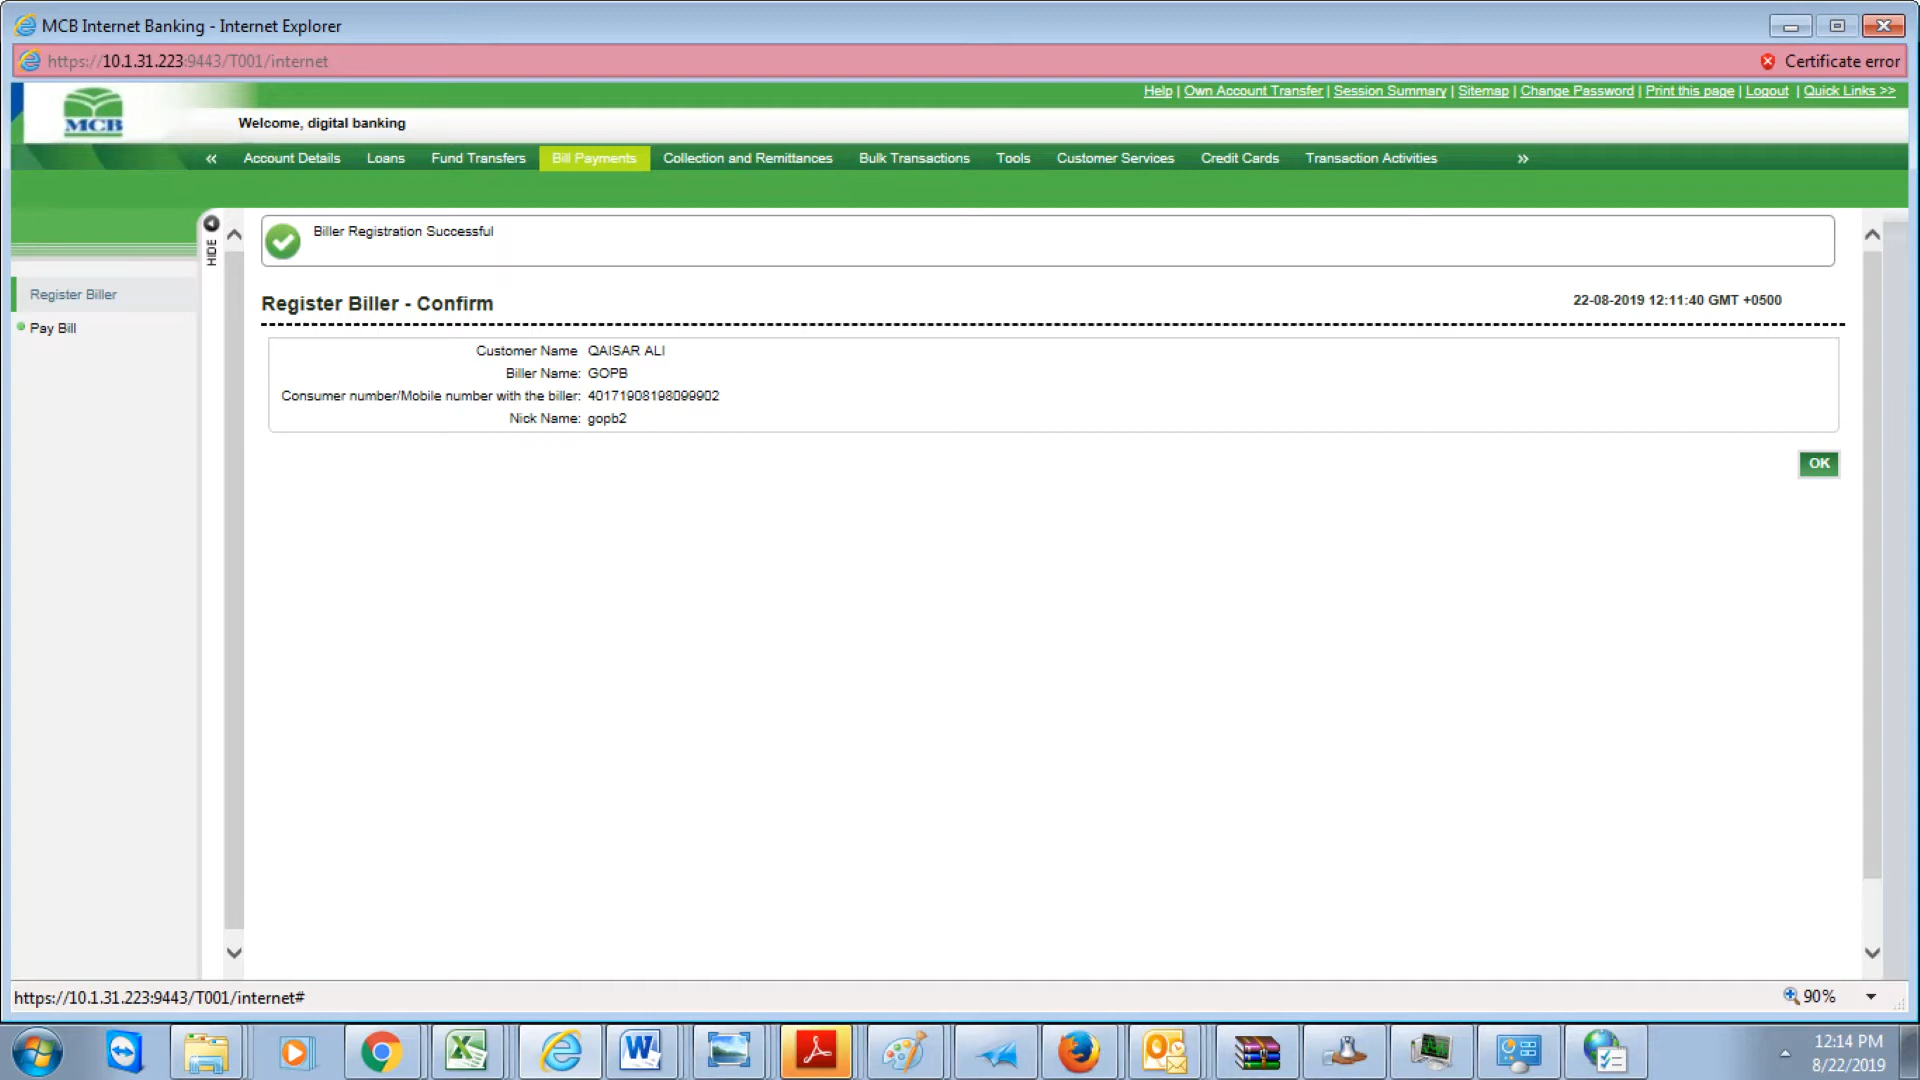 MCB Internet Banking - Internet Explorer
https://10.1.31.223:9443/T001/internet
Certificate error
Help | Own Account Transfer | Session Summary | Sitemap | Change Password | Print this page | Logout | Quick Links >>
MCB
Welcome, digital banking
« Account Details Loans Fund Transfers Bill Payments Collection and Remittances Bulk Transactions Tools Customer Services Credit Cards Transaction Activities »
HIDE
Register Biller
Pay Bill
Biller Registration Successful
Register Biller - Confirm
22-08-2019 12:11:40 GMT +0500
Customer Name QAISAR ALI
Biller Name: GOPB
Consumer number/Mobile number with the biller: 40171908198099902
Nick Name: gopb2
OK
https://10.1.31.223:9443/T001/internet#
90%
12:14 PM
8/22/2019